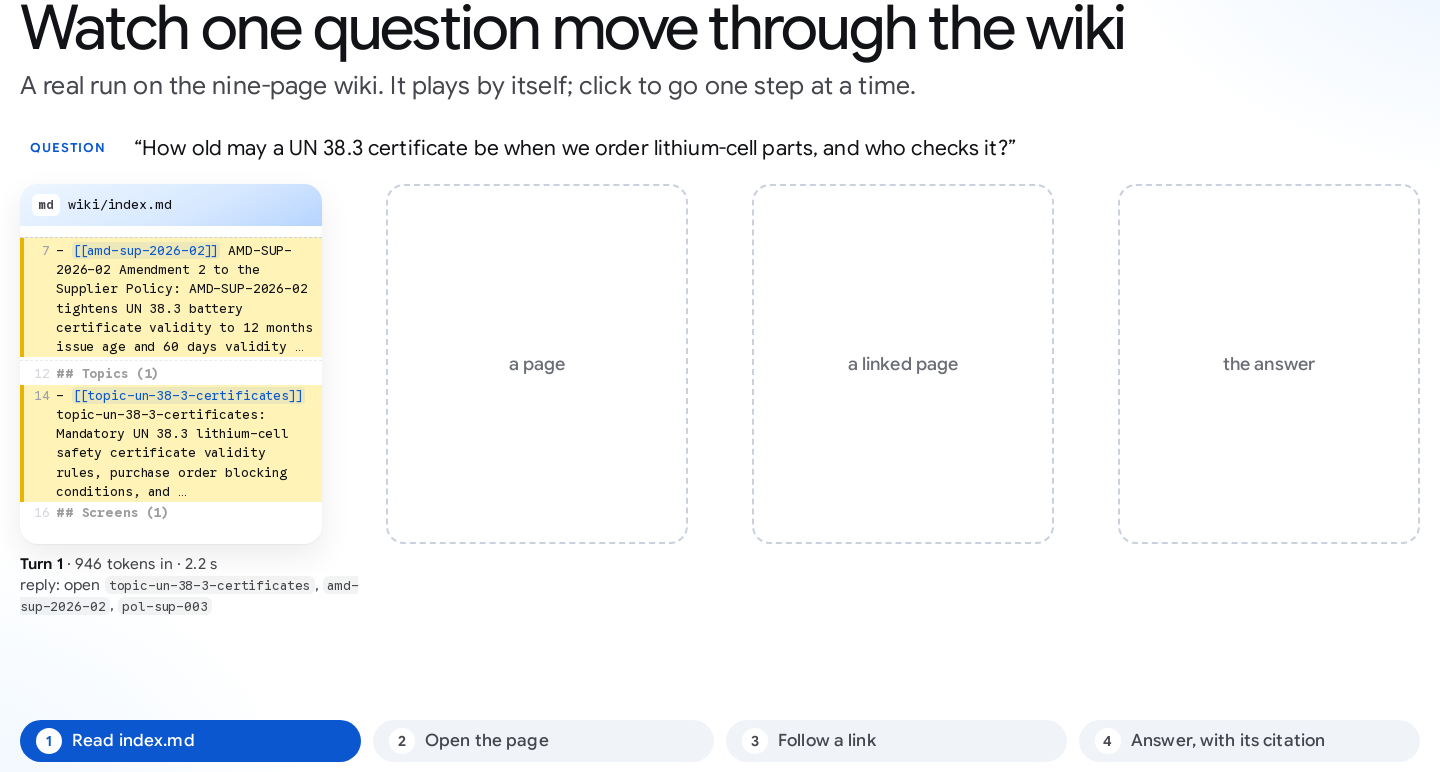 Watch one question move through the wiki
A real run on the nine-page wiki. It plays by itself; click to go one step at a time.
QUESTION “How old may a UN 38.3 certificate be when we order lithium-cell parts, and who checks it?”
md wiki/index.md
7 - [[amd-sup-2026-02]] AMD-SUP-
2026-02 Amendment 2 to the
Supplier Policy: AMD-SUP-2026-02
tightens UN 38.3 battery
certificate validity to 12 months
issue age and 60 days validity …
12 ## Topics (1)
14 - [[topic-un-38-3-certificates]]
topic-un-38-3-certificates:
Mandatory UN 38.3 lithium-cell
safety certificate validity
rules, purchase order blocking
conditions, and …
16 ## Screens (1)
a page
a linked page
the answer
Turn 1 · 946 tokens in · 2.2 s
reply: open topic-un-38-3-certificates, amd-
sup-2026-02, pol-sup-003
1 Read index.md
2 Open the page
3 Follow a link
4 Answer, with its citation